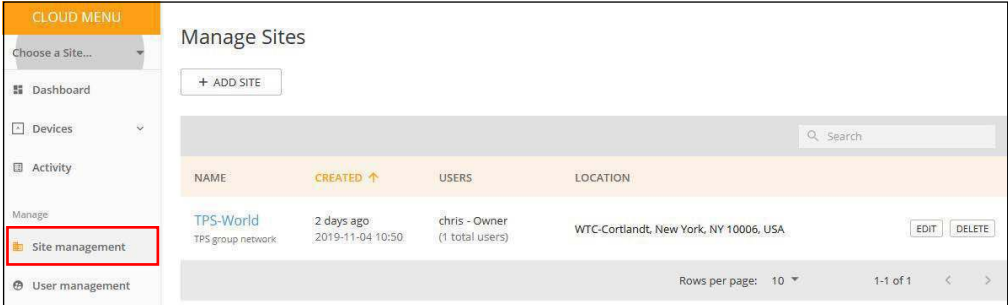 CLOUD MENU
Choose a Site...
Dashboard
Devices
Activity
Manage
Site management
User management
Manage Sites
+ ADD SITE
Search
NAME CREATED ↑ USERS LOCATION
TPS-World 2 days ago chris - Owner WTC-Cortlandt, New York, NY 10006, USA EDIT DELETE
TPS group network 2019-11-04 10:50 (1 total users)
Rows per page: 10 1-1 of 1 < >